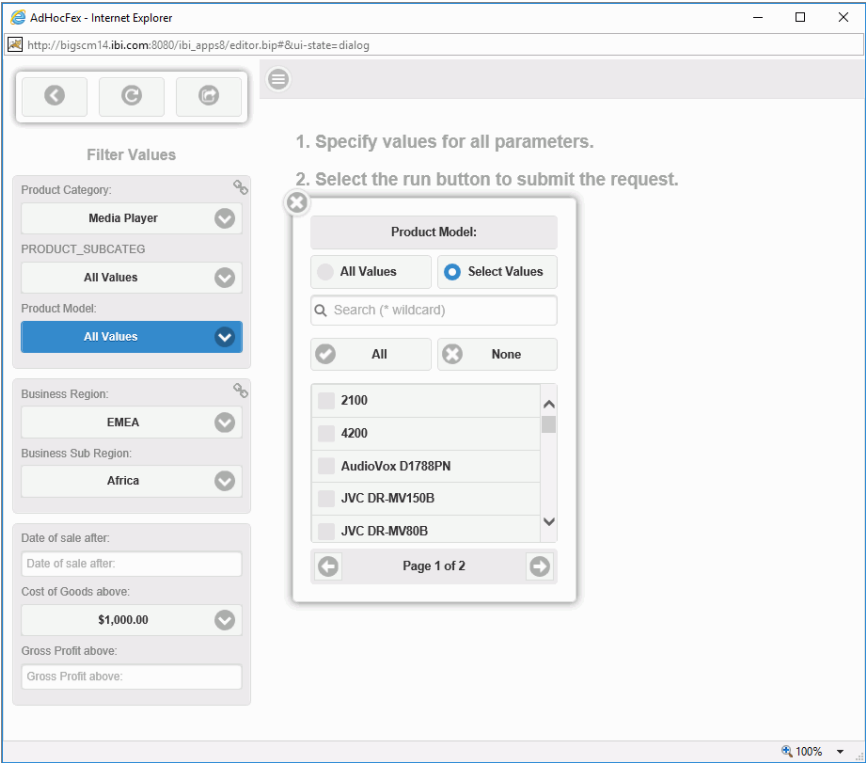 AdHocFex - Internet Explorer
http://bigscm14.ibi.com:8080/ibi_apps8/editor.bip#&ui-state=dialog
Filter Values
Product Category:
Media Player
PRODUCT_SUBCATEG
All Values
Product Model:
All Values
Business Region:
EMEA
Business Sub Region:
Africa
Date of sale after:
Date of sale after:
Cost of Goods above:
$1,000.00
Gross Profit above:
Gross Profit above:
1. Specify values for all parameters.
2. Select the run button to submit the request.
Product Model:
All Values Select Values
Search (* wildcard)
All None
2100
4200
AudioVox D1788PN
JVC DR-MV150B
JVC DR-MV80B
Page 1 of 2
100%